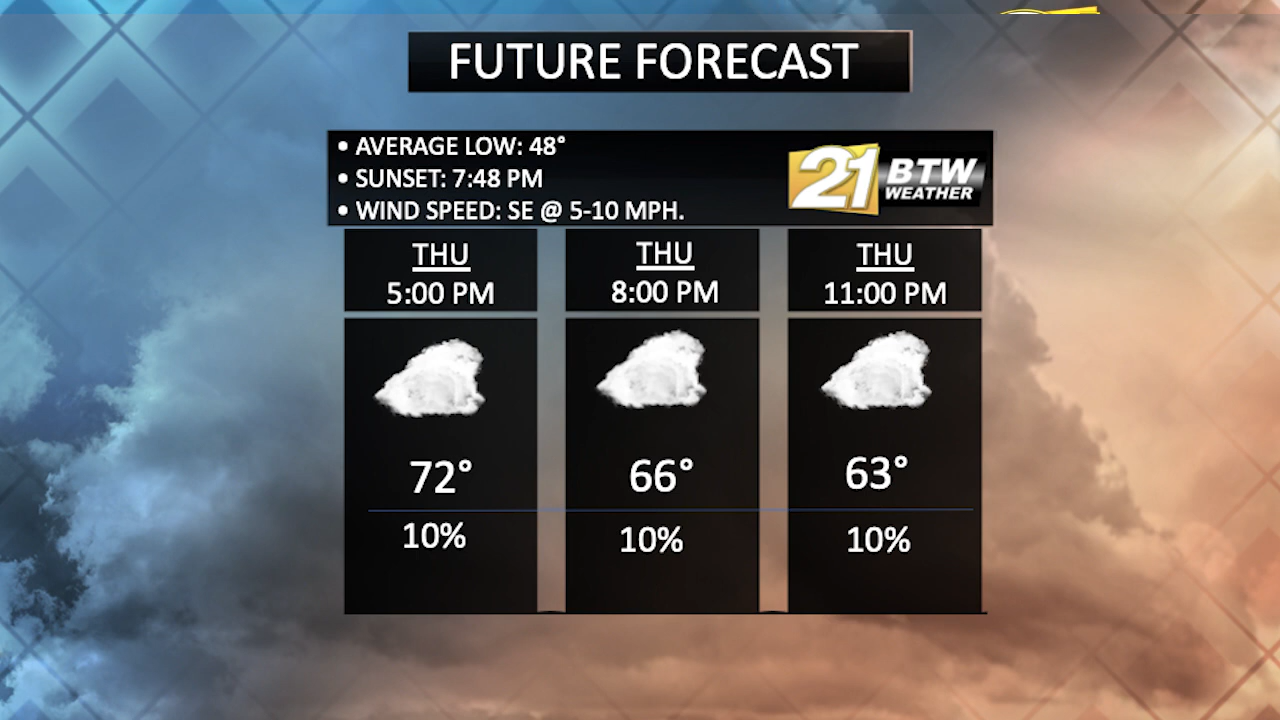 FUTURE FORECAST
• AVERAGE LOW: 48°
• SUNSET: 7:48 PM
• WIND SPEED: SE @ 5-10 MPH.
21 BTW
WEATHER
THU
5:00 PM
72°
10%
THU
8:00 PM
66°
10%
THU
11:00 PM
63°
10%